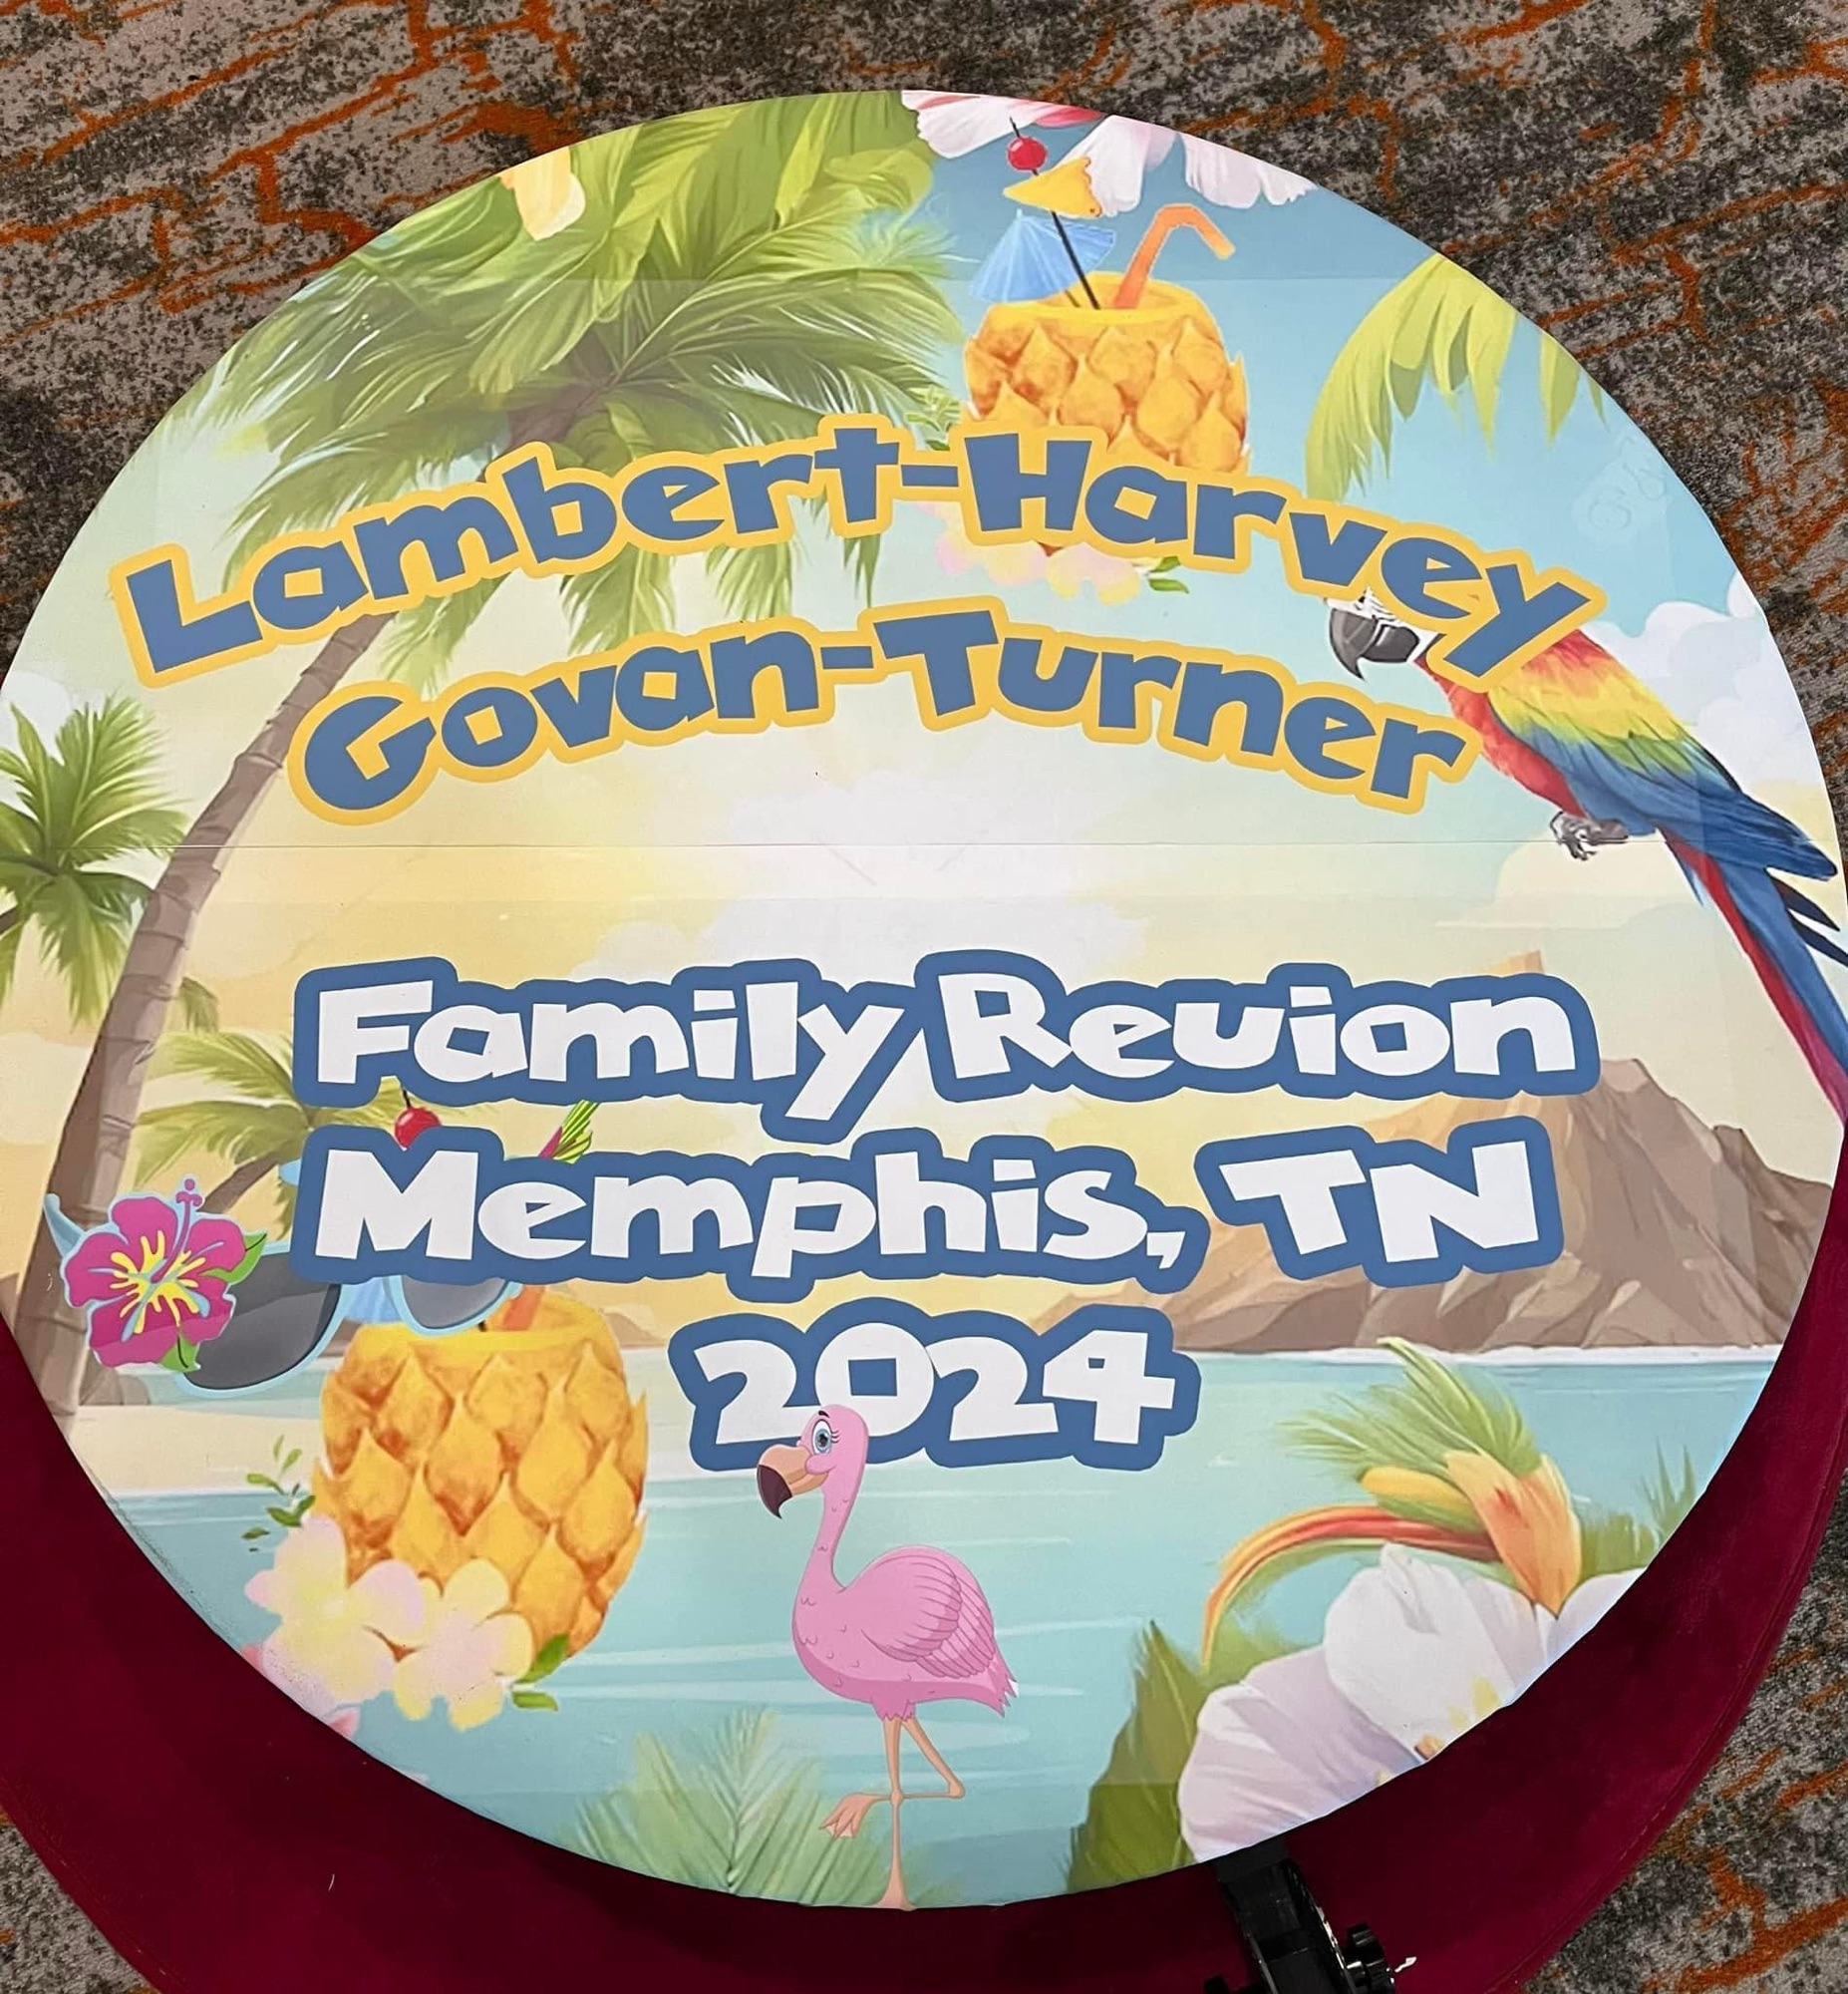 Lambert-Harvey
Govan-Turner
Family Reuion
Memphis, TN
2024